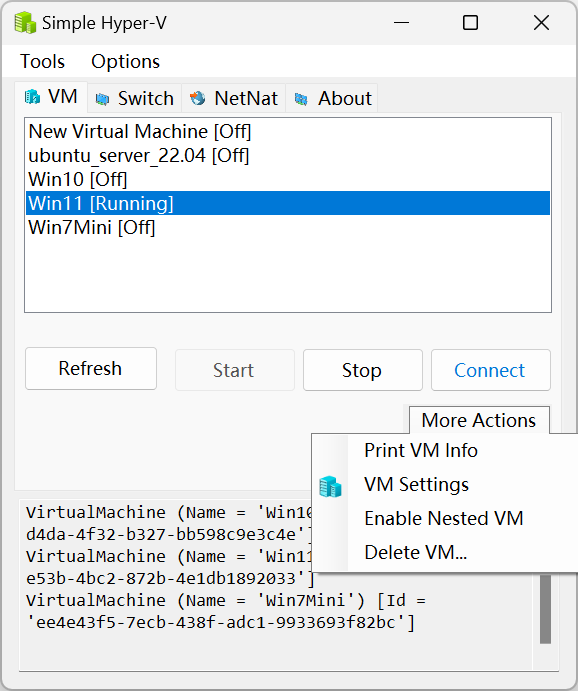 Simple Hyper-V
Tools Options
VM Switch NetNat About
New Virtual Machine [Off]
ubuntu_server_22.04 [Off]
Win10 [Off]
Win11 [Running]
Win7Mini [Off]
Refresh Start Stop Connect
More Actions
Print VM Info
VM Settings
Enable Nested VM
Delete VM...
VirtualMachine (Name = 'Win10
d4da-4f32-b327-bb598c9e3c4e']
VirtualMachine (Name = 'Win11
e53b-4bc2-872b-4e1db1892033']
VirtualMachine (Name = 'Win7Mini') [Id =
'ee4e43f5-7ecb-438f-adc1-9933693f82bc']